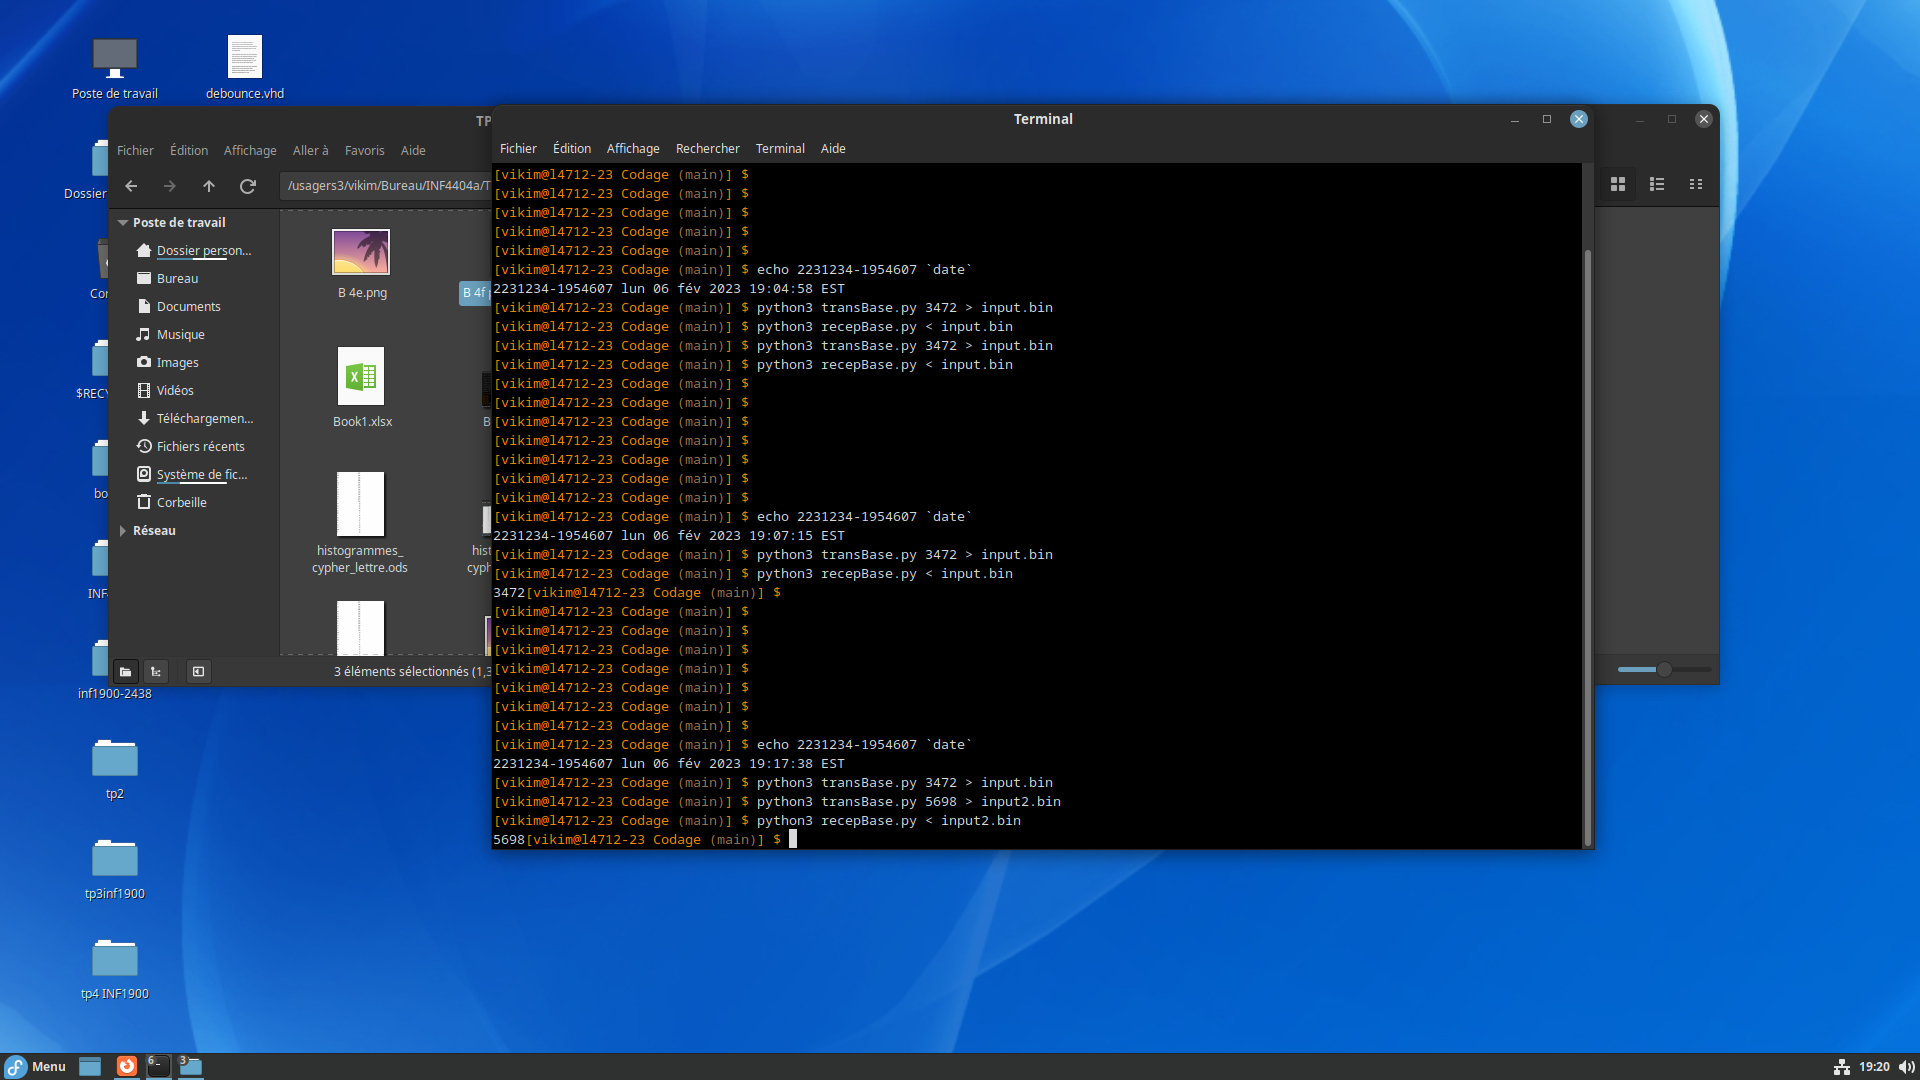 Poste de travail
debounce.vhd
Dossier
Cor
$RECY
bo
INF
inf1900-2438
tp2
tp3inf1900
tp4 INF1900
TP
Fichier Édition Affichage Aller à Favoris Aide
/usagers3/vikim/Bureau/INF4404a/T
Poste de travail
Dossier person...
Bureau
Documents
Musique
Images
Vidéos
Téléchargemen...
Fichiers récents
Système de fic...
Corbeille
Réseau
B 4e.png
B 4f
Book1.xlsx
B
histogrammes_
cypher_lettre.ods
hist
cyph
3 éléments sélectionnés (1,3
Terminal
Fichier Édition Affichage Rechercher Terminal Aide
[vikim@l4712-23 Codage (main)] $
[vikim@l4712-23 Codage (main)] $
[vikim@l4712-23 Codage (main)] $
[vikim@l4712-23 Codage (main)] $
[vikim@l4712-23 Codage (main)] $
[vikim@l4712-23 Codage (main)] $ echo 2231234-1954607 `date`
2231234-1954607 lun 06 fév 2023 19:04:58 EST
[vikim@l4712-23 Codage (main)] $ python3 transBase.py 3472 > input.bin
[vikim@l4712-23 Codage (main)] $ python3 recepBase.py < input.bin
[vikim@l4712-23 Codage (main)] $ python3 transBase.py 3472 > input.bin
[vikim@l4712-23 Codage (main)] $ python3 recepBase.py < input.bin
[vikim@l4712-23 Codage (main)] $
[vikim@l4712-23 Codage (main)] $
[vikim@l4712-23 Codage (main)] $
[vikim@l4712-23 Codage (main)] $
[vikim@l4712-23 Codage (main)] $
[vikim@l4712-23 Codage (main)] $
[vikim@l4712-23 Codage (main)] $
[vikim@l4712-23 Codage (main)] $ echo 2231234-1954607 `date`
2231234-1954607 lun 06 fév 2023 19:07:15 EST
[vikim@l4712-23 Codage (main)] $ python3 transBase.py 3472 > input.bin
[vikim@l4712-23 Codage (main)] $ python3 recepBase.py < input.bin
3472[vikim@l4712-23 Codage (main)] $
[vikim@l4712-23 Codage (main)] $
[vikim@l4712-23 Codage (main)] $
[vikim@l4712-23 Codage (main)] $
[vikim@l4712-23 Codage (main)] $
[vikim@l4712-23 Codage (main)] $
[vikim@l4712-23 Codage (main)] $
[vikim@l4712-23 Codage (main)] $
[vikim@l4712-23 Codage (main)] $ echo 2231234-1954607 `date`
2231234-1954607 lun 06 fév 2023 19:17:38 EST
[vikim@l4712-23 Codage (main)] $ python3 transBase.py 3472 > input.bin
[vikim@l4712-23 Codage (main)] $ python3 transBase.py 5698 > input2.bin
[vikim@l4712-23 Codage (main)] $ python3 recepBase.py < input2.bin
5698[vikim@l4712-23 Codage (main)] $
Menu
6
3
19:20